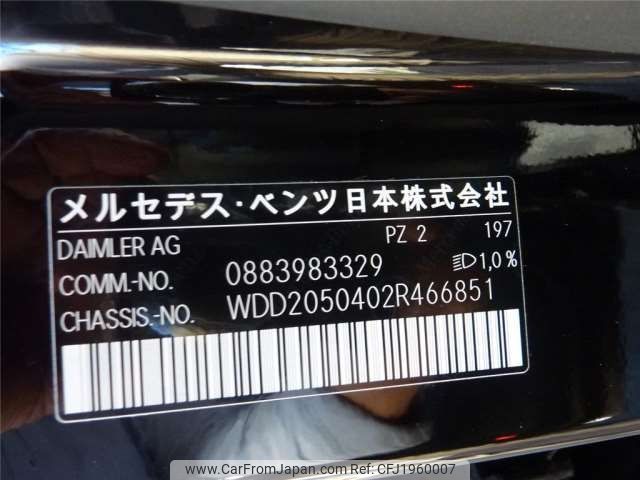 メルセデス・ベンツ日本株式会社
DAIMLER AG PZ 2 197
COMM.-NO. 0883983329 1,0%
CHASSIS.-NO. WDD2050402R466851
www.CarFromJapan.com - CFJ1960007